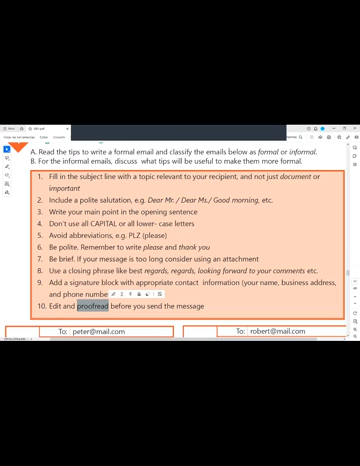 A. Read the tips to write a formal email and classify the emails below as formal or informal.
B. For the informal emails, discuss what tips will be useful to make them more formal.
1. Fill in the subject line with a topic relevant to your recipient, and not just document or
important
2. Include a polite salutation, e.g. Dear Mr. / Dear Ms./ Good morning, etc.
3. Write your main point in the opening sentence
4. Don't use all CAPITAL or all lower- case letters
5. Avoid abbreviations, e.g. PLZ (please)
6. Be polite. Remember to write please and thank you
7. Be brief. If your message is too long consider using an attachment
8. Use a closing phrase like best regards, regards, looking forward to your comments etc.
9. Add a signature block with appropriate contact information (your name, business address,
and phone numbe
10. Edit and proofread before you send the message
To: peter@mail.com
To: robert@mail.com